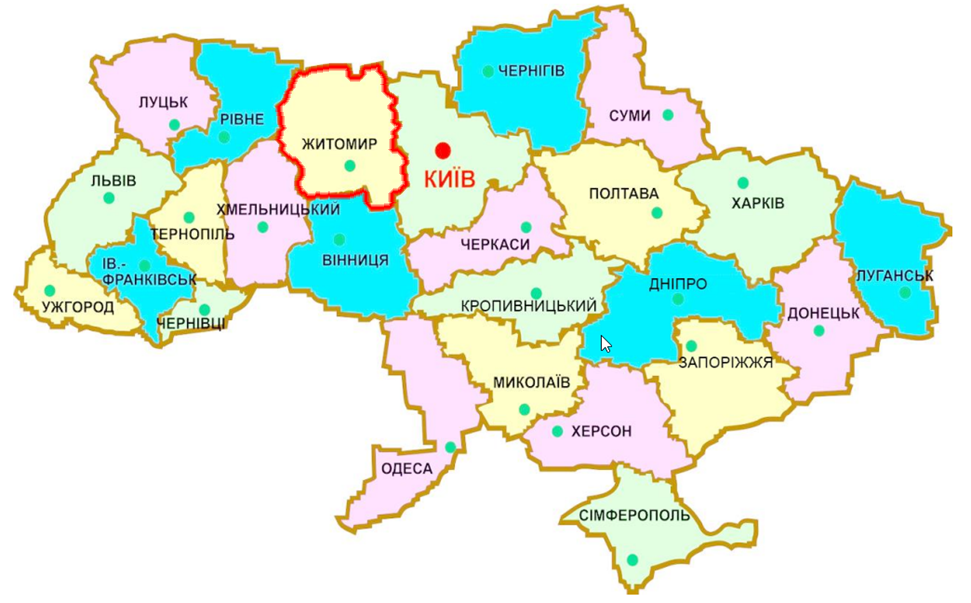 ЧЕРНІГІВ
ЛУЦЬК
СУМИ
РІВНЕ
ЖИТОМИР
КИЇВ
ЛЬВІВ
ПОЛТАВА
ХАРКІВ
ХМЕЛЬНИЦЬКИЙ
ТЕРНОПІЛЬ
ЧЕРКАСИ
ВІННИЦЯ
ІВ.-
ФРАНКІВСЬК
ЛУГАНСЬК
ДНІПРО
УЖГОРОД
КРОПИВНИЦЬКИЙ
ДОНЕЦЬК
ЧЕРНІВЦІ
ЗАПОРІЖЖЯ
МИКОЛАЇВ
ХЕРСОН
ОДЕСА
СІМФЕРОПОЛЬ